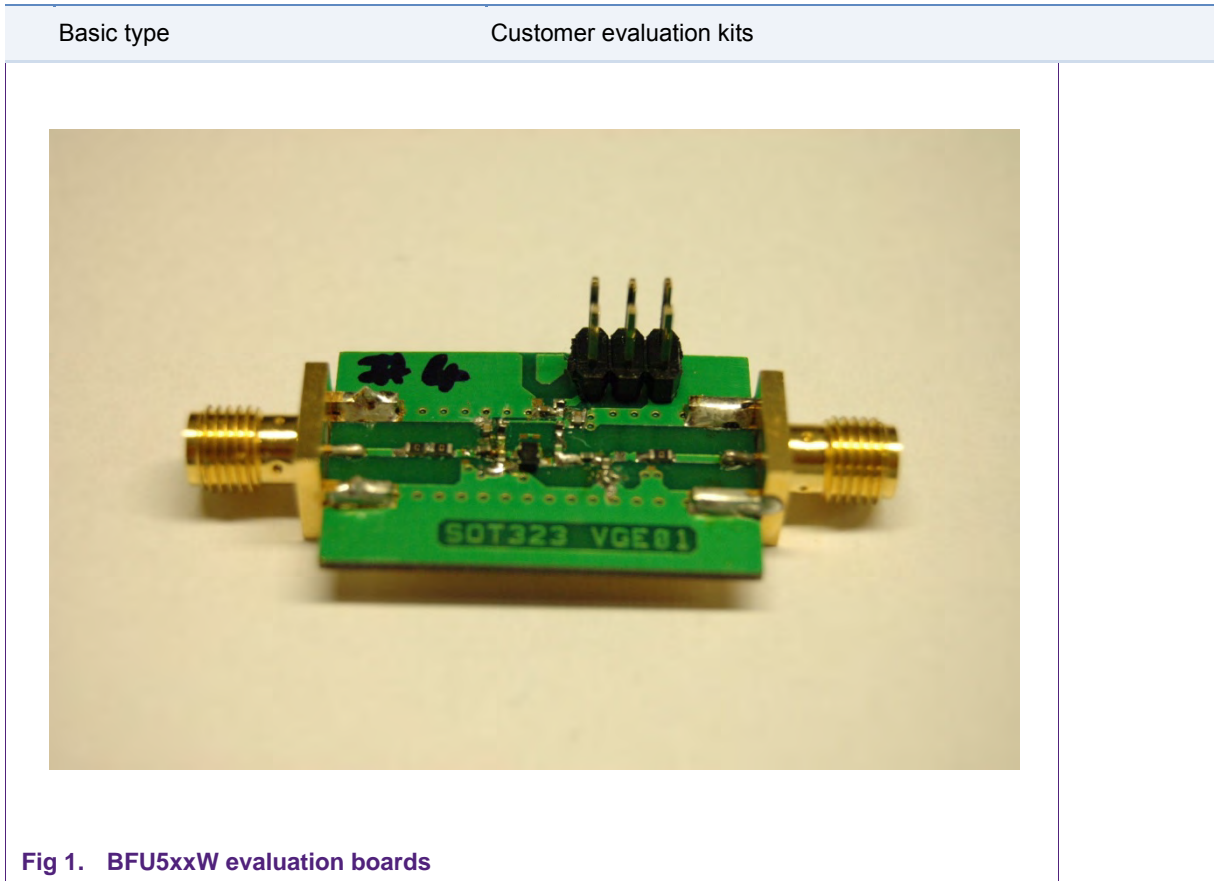 Basic type Customer evaluation kits
# 4
SOT323 VGE01
Fig 1. BFU5xxW evaluation boards